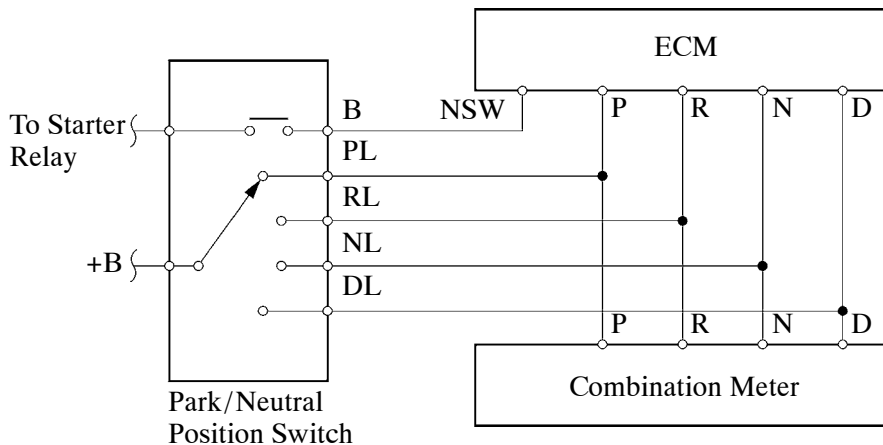 ECM
B
NSW
P
R
N
D
To Starter
Relay
PL
RL
NL
+B
DL
P
R
N
D
Combination Meter
Park/Neutral
Position Switch